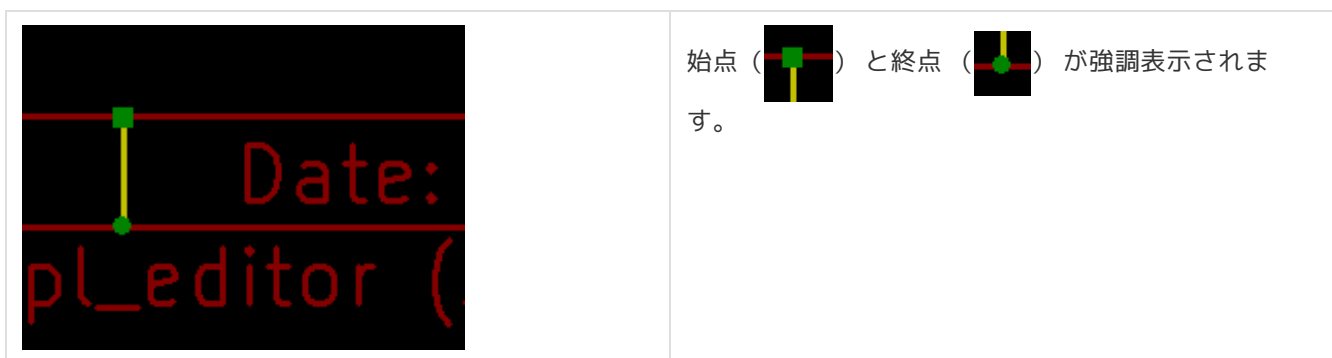 Date:
pl_editor (
始点 () と終点 () が強調表示されま
す。